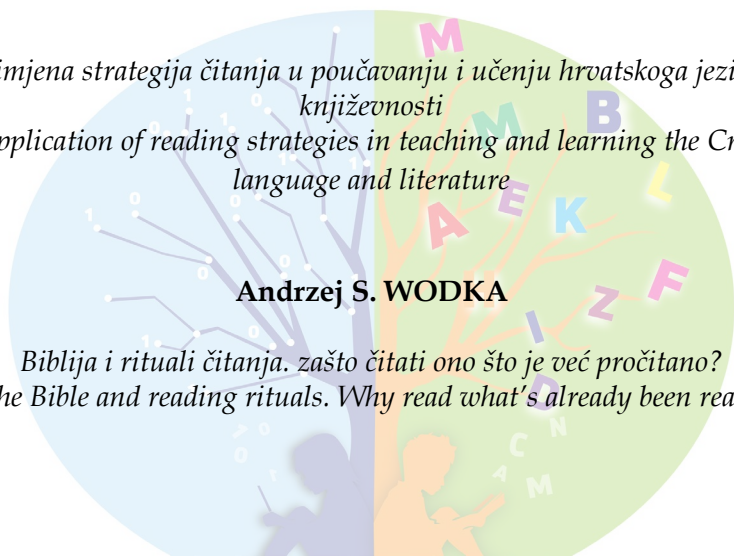 imjena strategija čitanja u poučavanju i učenju hrvatskoga jezi
književnosti
pplication of reading strategies in teaching and learning the Cr
language and literature
Andrzej S. WODKA
Biblija i rituali čitanja. zašto čitati ono što je već pročitano?
he Bible and reading rituals. Why read what's already been rea